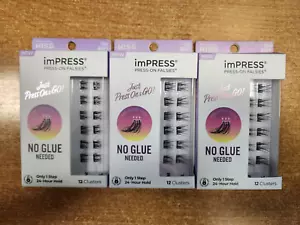 imPRESS®
PRESS-ON FALSIES®
Just
Press On & GO!
NO GLUE
NEEDED
Only 1 Step
24-Hour Hold
12 Clusters
imPRESS®
PRESS-ON FALSIES®
Just
Press On & GO!
NO GLUE
NEEDED
Only 1 Step
24-Hour Hold
12 Clusters
imPRESS®
PRESS-ON FALSIES®
Just
Press On & GO!
NO GLUE
NEEDED
Only 1 Step
24-Hour Hold
12 Clusters